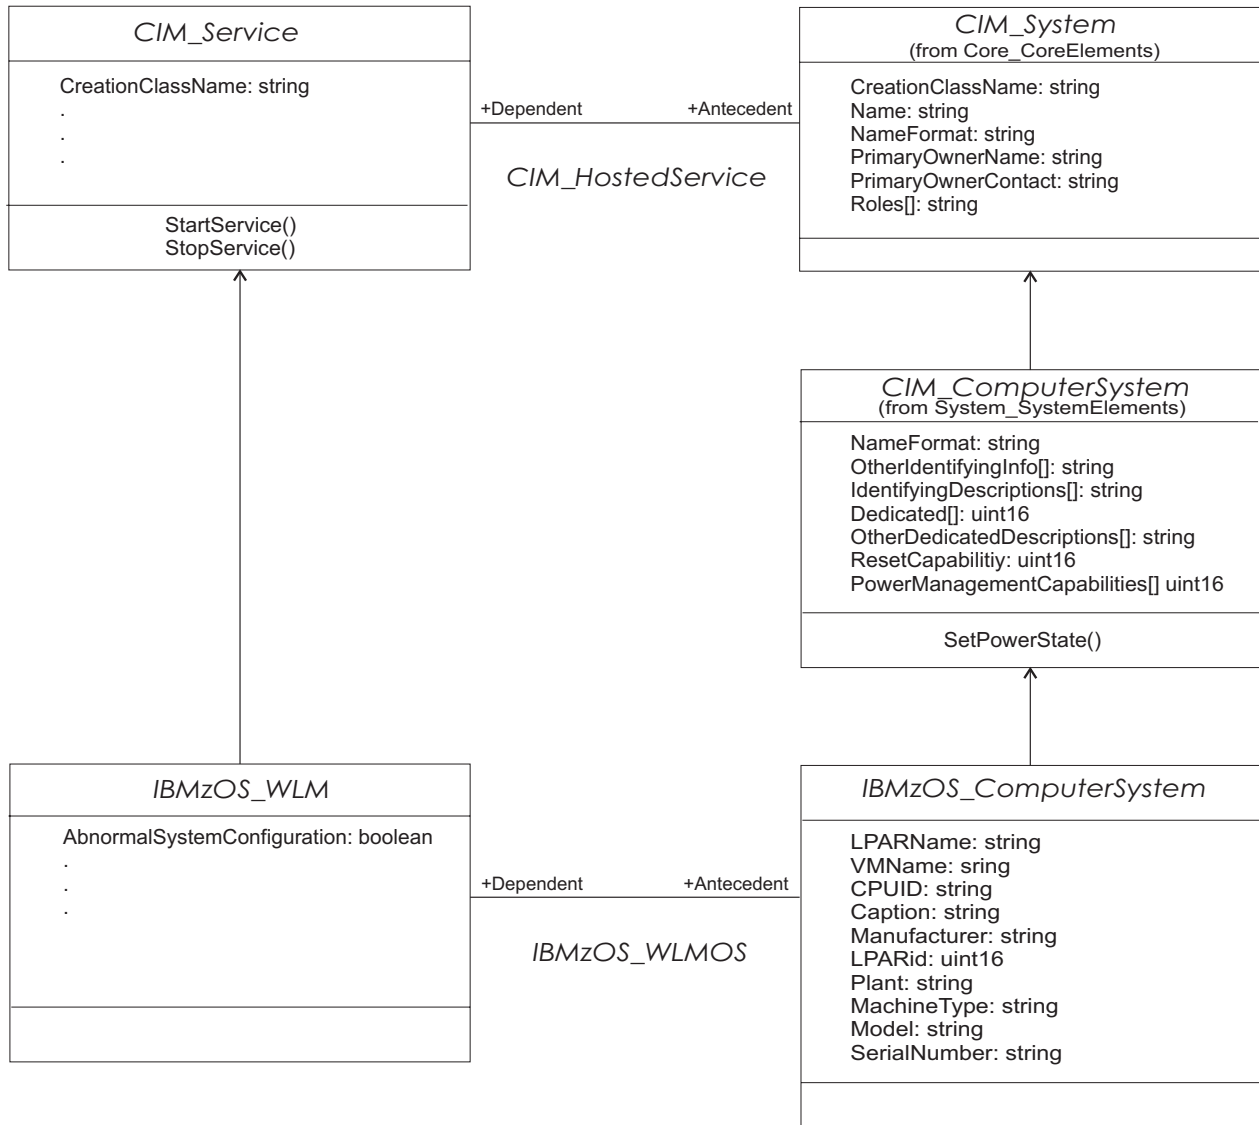 CIM_Service
CreationClassName: string
.
.
.
StartService()
StopService()
+Dependent
+Antecedent
CIM_HostedService
CIM_System
(from Core_CoreElements)
CreationClassName: string
Name: string
NameFormat: string
PrimaryOwnerName: string
PrimaryOwnerContact: string
Roles[]: string
CIM_ComputerSystem
(from System_SystemElements)
NameFormat: string
OtherIdentifyingInfo[]: string
IdentifyingDescriptions[]: string
Dedicated[]: uint16
OtherDedicatedDescriptions[]: string
ResetCapabilitiy: uint16
PowerManagementCapabilities[] uint16
SetPowerState()
IBMzOS_WLM
AbnormalSystemConfiguration: boolean
.
.
.
+Dependent
+Antecedent
IBMzOS_WLMOS
IBMzOS_ComputerSystem
LPARName: string
VMName: sring
CPUID: string
Caption: string
Manufacturer: string
LPARid: uint16
Plant: string
MachineType: string
Model: string
SerialNumber: string